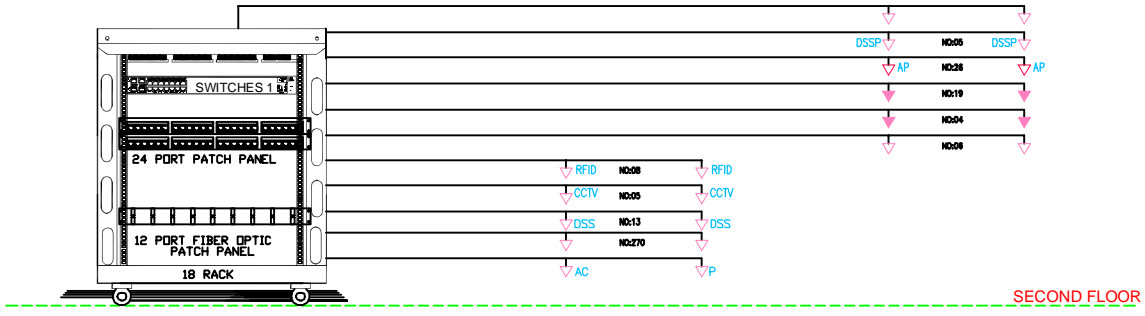 DSSP NO:05 DSSP
AP NO:26 AP
SWITCHES 1
NO:19
NO:04
NO:06
24 PORT PATCH PANEL
RFID NO:08 RFID
CCTV NO:05 CCTV
DSS NO:13 DSS
NO:270
12 PORT FIBER OPTIC
PATCH PANEL
18 RACK
AC P
SECOND FLOOR